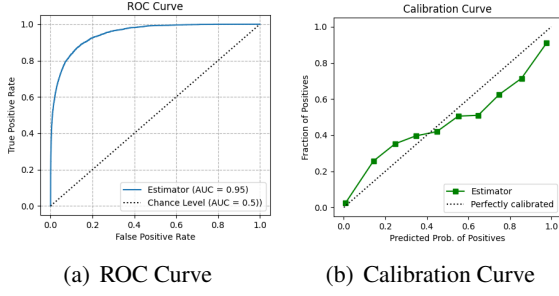 ROC Curve
True Positive Rate
1.0
0.8
0.6
0.4
0.2
0.0
Estimator (AUC = 0.95)
Chance Level (AUC = 0.5))
0.0 0.2 0.4 0.6 0.8 1.0
False Positive Rate
(a) ROC Curve
Calibration Curve
Fraction of Positives
1.0
0.8
0.6
0.4
0.2
0.0
Estimator
Perfectly calibrated
0.0 0.2 0.4 0.6 0.8 1.0
Predicted Prob. of Positives
(b) Calibration Curve